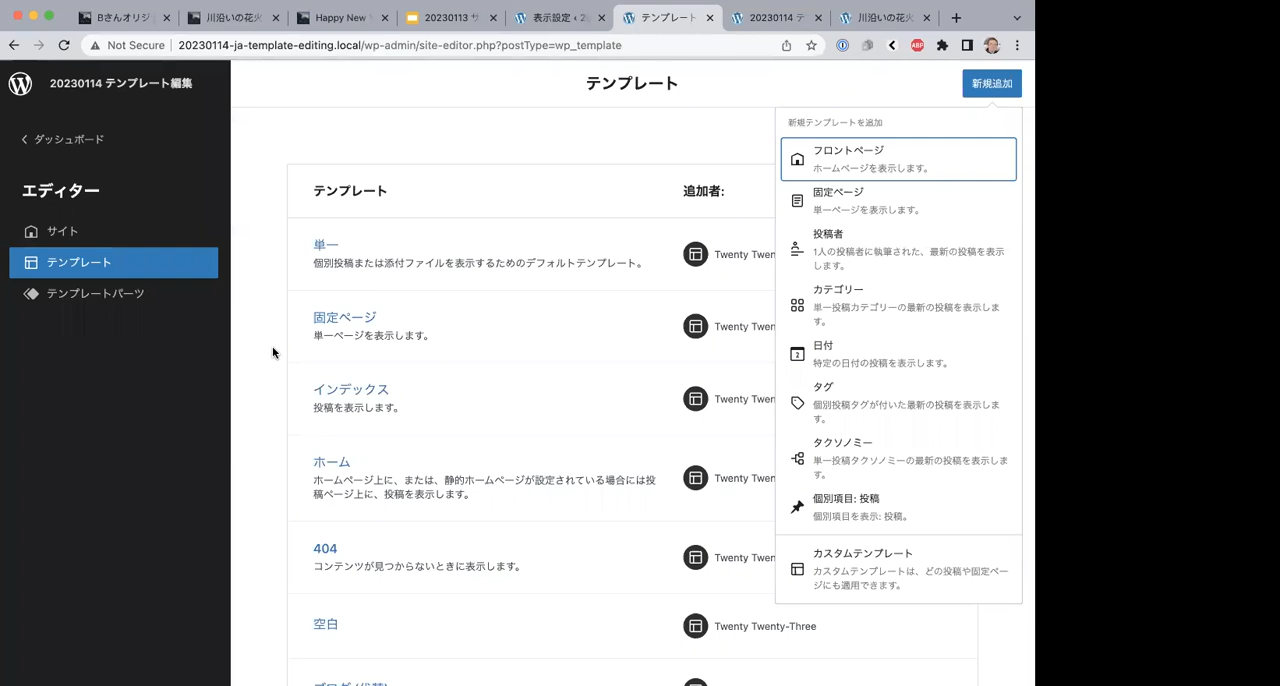 Bさんオリジ
川沿いの花火
Happy New
20230113 サ
表示設定 ‹ 2
テンプレート
20230114 テ
川沿いの花火
Not Secure
20230114-ja-template-editing.local/wp-admin/site-editor.php?postType=wp_template
20230114 テンプレート編集
テンプレート
新規追加
ダッシュボード
エディター
サイト
テンプレート
テンプレートパーツ
テンプレート
追加者:
単一
個別投稿または添付ファイルを表示するためのデフォルトテンプレート。
Twenty Twen
固定ページ
単一ページを表示します。
Twenty Twen
インデックス
投稿を表示します。
Twenty Twen
ホーム
ホームページ上に、または、静的ホームページが設定されている場合には投
稿ページ上に、投稿を表示します。
Twenty Twen
404
コンテンツが見つからないときに表示します。
Twenty Twen
空白
Twenty Twenty-Three
新規テンプレートを追加
フロントページ
ホームページを表示します。
固定ページ
単一ページを表示します。
投稿者
1人の投稿者に執筆された、最新の投稿を表示
します。
カテゴリー
単一投稿カテゴリーの最新の投稿を表示しま
す。
日付
特定の日付の投稿を表示します。
タグ
個別投稿タグが付いた最新の投稿を表示しま
す。
タクソノミー
単一投稿タクソノミーの最新の投稿を表示しま
す。
個別項目: 投稿
個別項目を表示: 投稿。
カスタムテンプレート
カスタムテンプレートは、どの投稿や固定ペー
ジにも適用できます。